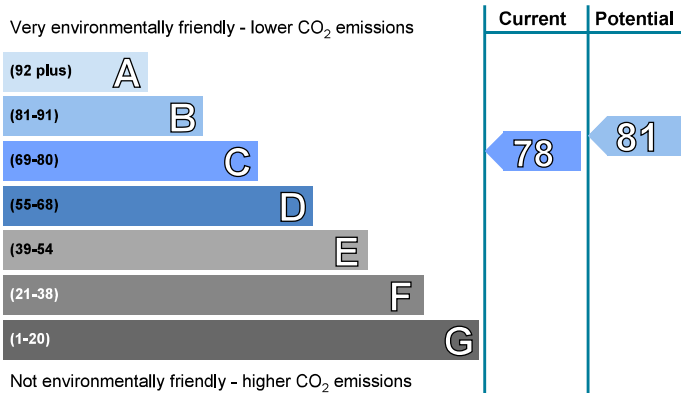 Very environmentally friendly - lower CO2 emissions
Current
Potential
(92 plus) A
(81-91) B
(69-80) C
(55-68) D
(39-54 E
(21-38) F
(1-20) G
78
81
Not environmentally friendly - higher CO2 emissions